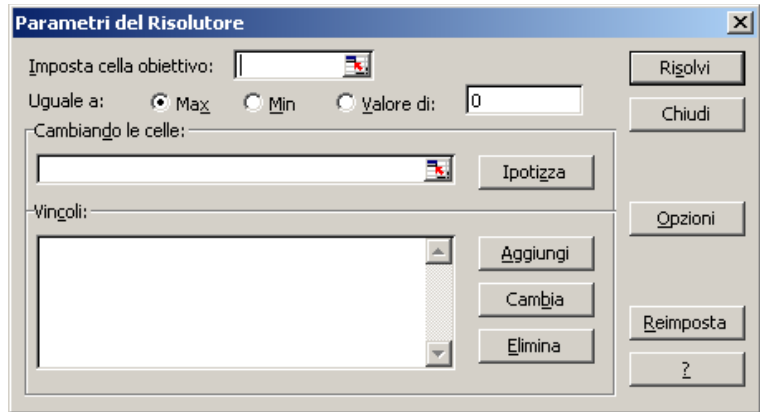 Parametri del Risolutore
Imposta cella obiettivo:
Risolvi
Uguale a: Max Min Valore di: 0
Chiudi
Cambiando le celle:
Ipotizza
Vincoli:
Opzioni
Aggiungi
Cambia
Reimposta
Elimina
?